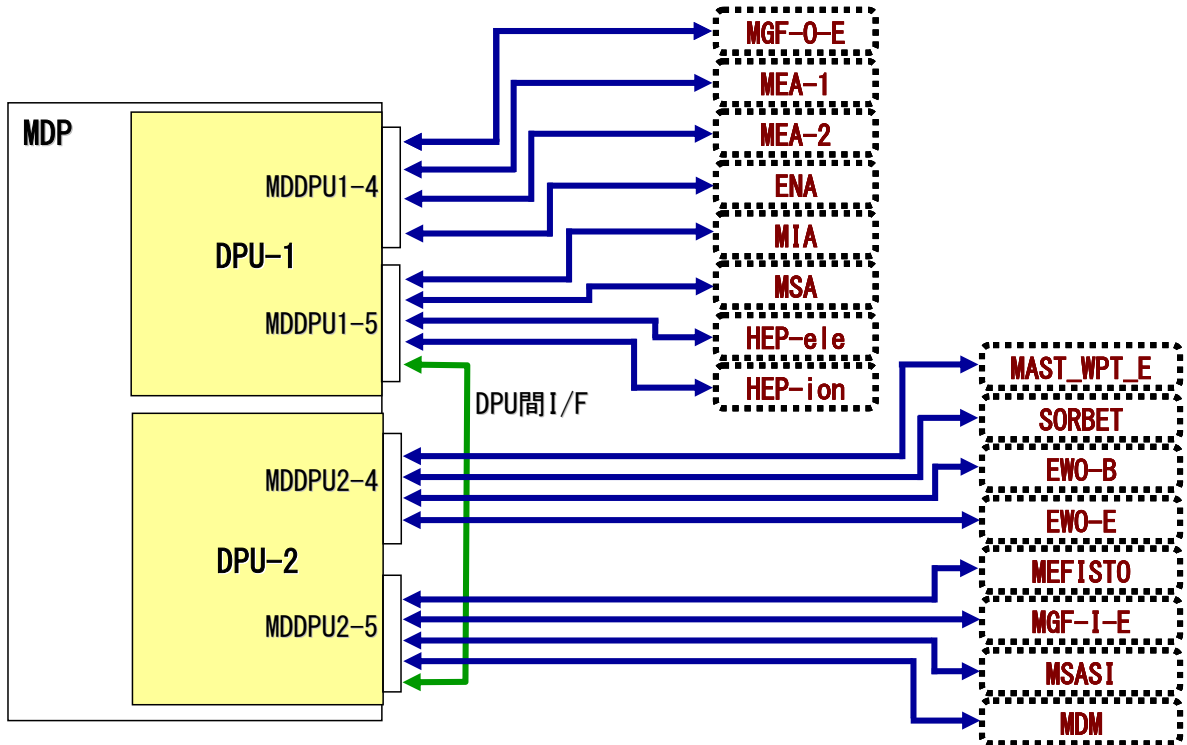 MDP
MDDPU1-4
DPU-1
MDDPU1-5
MDDPU2-4
DPU-2
MDDPU2-5
DPU間I/F
MGF-O-E
MEA-1
MEA-2
ENA
MIA
MSA
HEP-ele
HEP-ion
MAST_WPT_E
SORBET
EWO-B
EWO-E
MEFISTO
MGF-I-E
MSASI
MDM